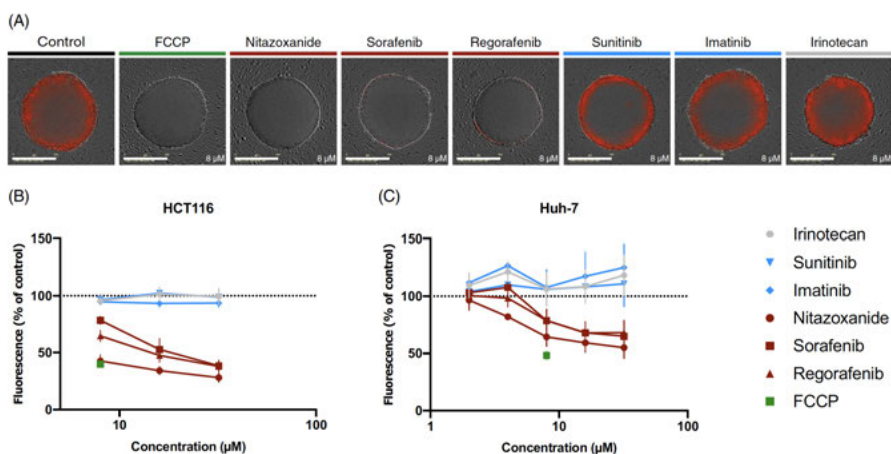 (A)
Control FCCP Nitazoxanide Sorafenib Regorafenib Sunitinib Imatinib Irinotecan
8 µM 8 µM 8 µM 8 µM 8 µM 8 µM 8 µM
(B) HCT116
Fluorescence (% of control)
150
100
50
0
10 100
Concentration (µM)
(C) Huh-7
Fluorescence (% of control)
150
100
50
0
1 10 100
Concentration (µM)
Irinotecan
Sunitinib
Imatinib
Nitazoxanide
Sorafenib
Regorafenib
FCCP